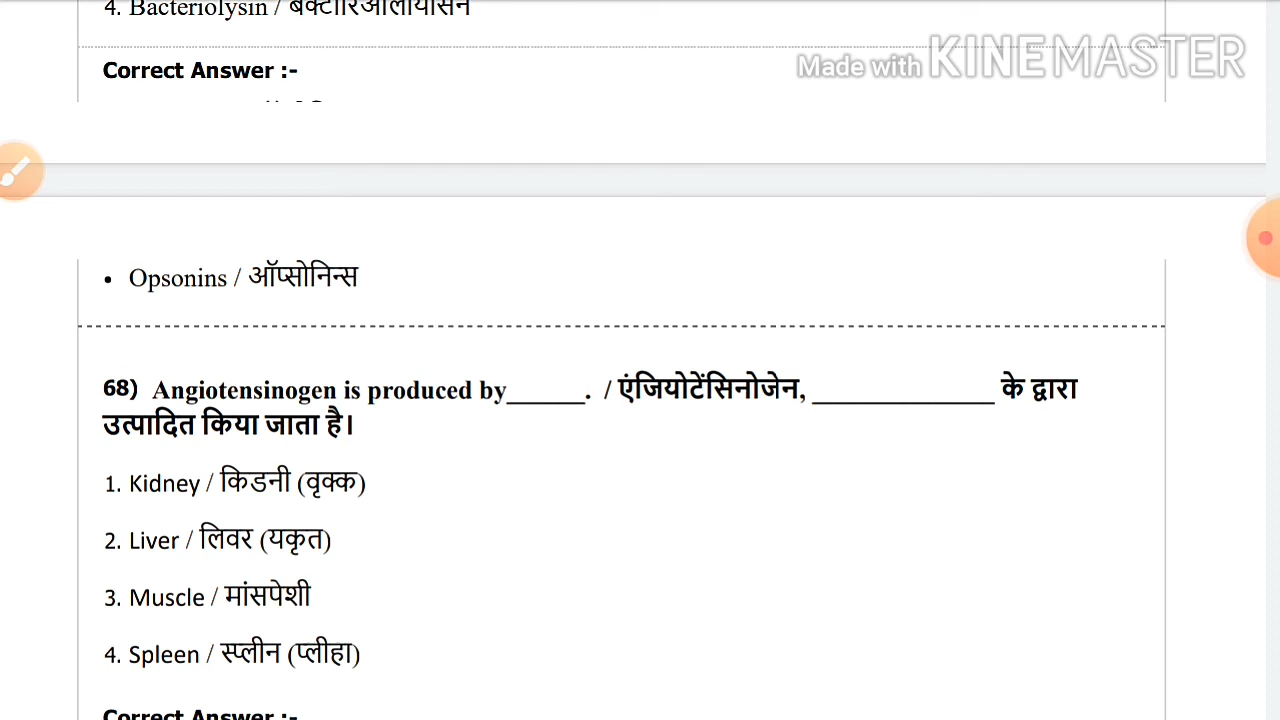 4. Bacteriolysin / बैक्टीरिओलायसिन
Made with KINEMASTER
Correct Answer :-
• Opsonins / ऑप्सोनिन्स
68) Angiotensinogen is produced by______. / एंजियोटेंसिनोजेन, ______________ के द्वारा
उत्पादित किया जाता है।
1. Kidney / किडनी (वृक्क)
2. Liver / लिवर (यकृत)
3. Muscle / मांसपेशी
4. Spleen / स्प्लीन (प्लीहा)
Correct Answer :-